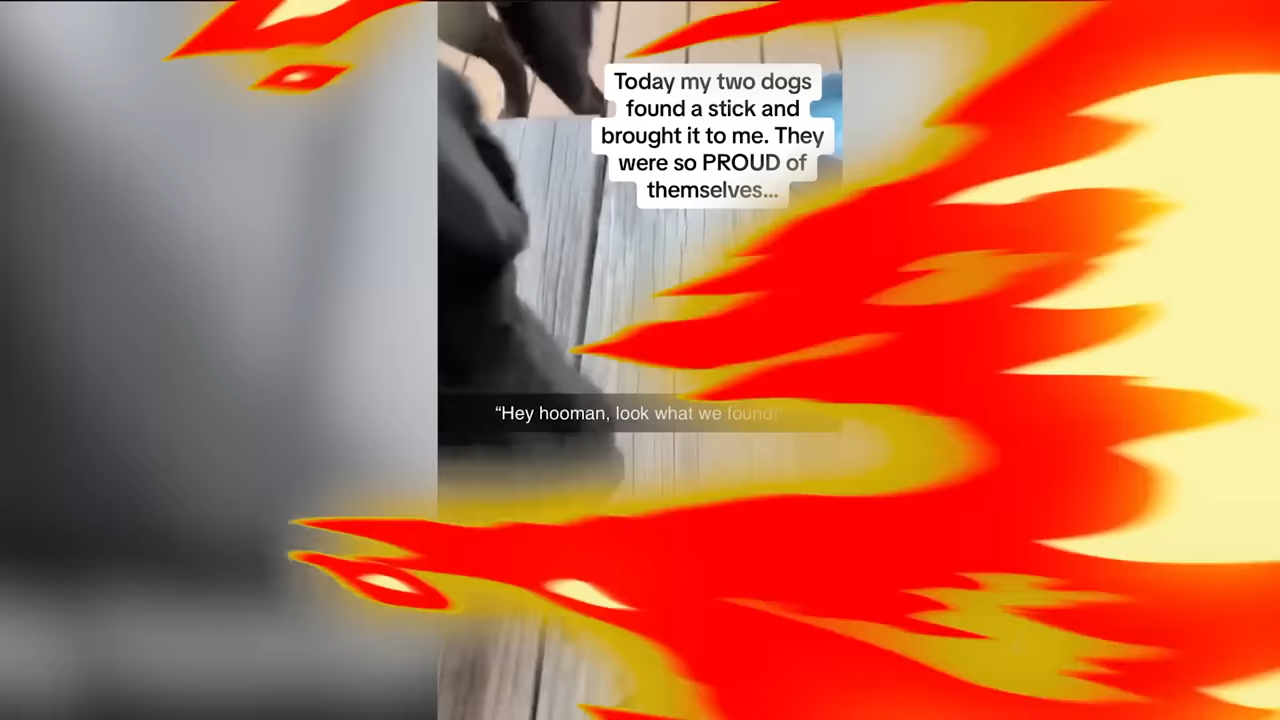 Today my two dogs
found a stick and
brought it to me. They
were so PROUD of
themselves...
“Hey hooman, look what we found!